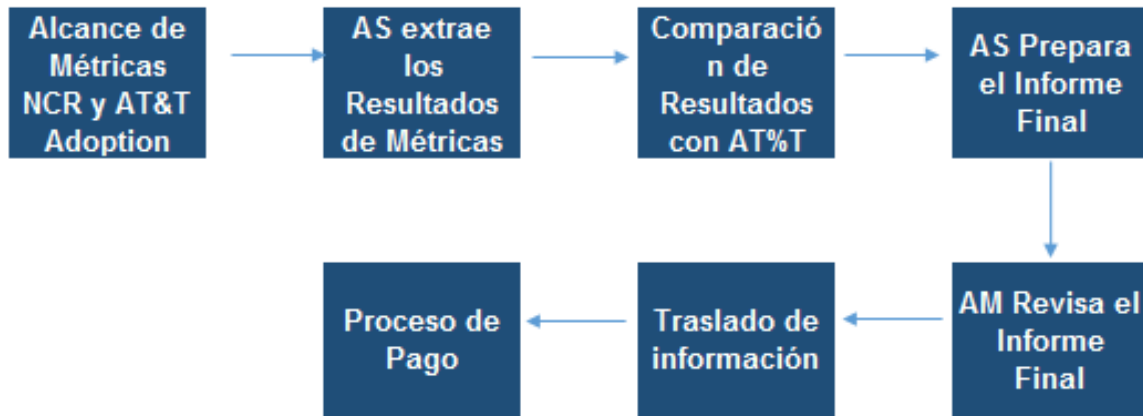 Alcance de
Métricas
NCR y AT&T
Adoption
AS extrae
los
Resultados
de Métricas
Comparació
n de
Resultados
con AT%T
AS Prepara
el Informe
Final
AM Revisa el
Informe
Final
Traslado de
información
Proceso de
Pago